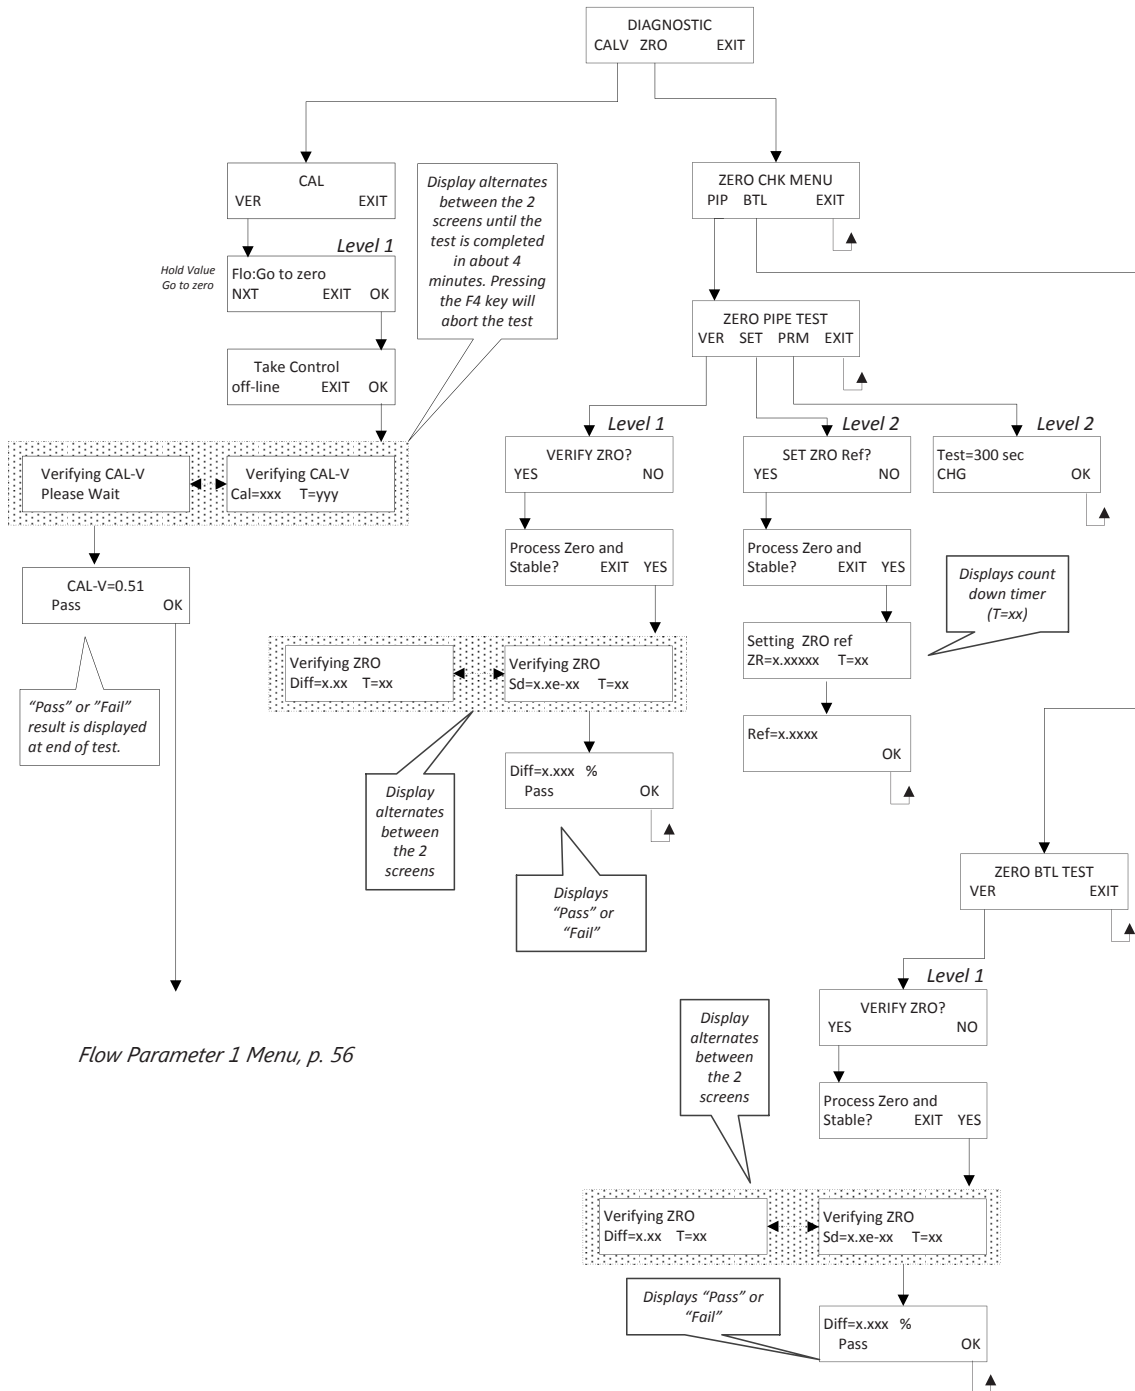 DIAGNOSTIC
CALV ZRO EXIT
CAL
VER EXIT
Display alternates
between the 2
screens until the
test is completed
in about 4
minutes. Pressing
the F4 key will
abort the test
ZERO CHK MENU
PIP BTL EXIT
Level 1
Hold Value
Go to zero
Flo:Go to zero
NXT EXIT OK
Take Control
off-line EXIT OK
Verifying CAL-V
Please Wait
Verifying CAL-V
Cal=xxx T=yyy
CAL-V=0.51
Pass OK
“Pass” or ”Fail”
result is displayed
at end of test.
Flow Parameter 1 Menu, p. 56
ZERO PIPE TEST
VER SET PRM EXIT
Level 1
VERIFY ZRO?
YES NO
Process Zero and
Stable? EXIT YES
Verifying ZRO
Diff=x.xx T=xx
Verifying ZRO
Sd=x.xe-xx T=xx
Display
alternates
between
the 2
screens
Diff=x.xxx %
Pass OK
Displays
“Pass” or
“Fail”
Level 2
SET ZRO Ref?
YES NO
Process Zero and
Stable? EXIT YES
Setting ZRO ref
ZR=x.xxxxx T=xx
Displays count
down timer
(T=xx)
Ref=x.xxxx
OK
Level 2
Test=300 sec
CHG OK
ZERO BTL TEST
VER EXIT
Level 1
VERIFY ZRO?
YES NO
Process Zero and
Stable? EXIT YES
Display
alternates
between
the 2
screens
Verifying ZRO
Diff=x.xx T=xx
Verifying ZRO
Sd=x.xe-xx T=xx
Displays “Pass” or
“Fail”
Diff=x.xxx %
Pass OK